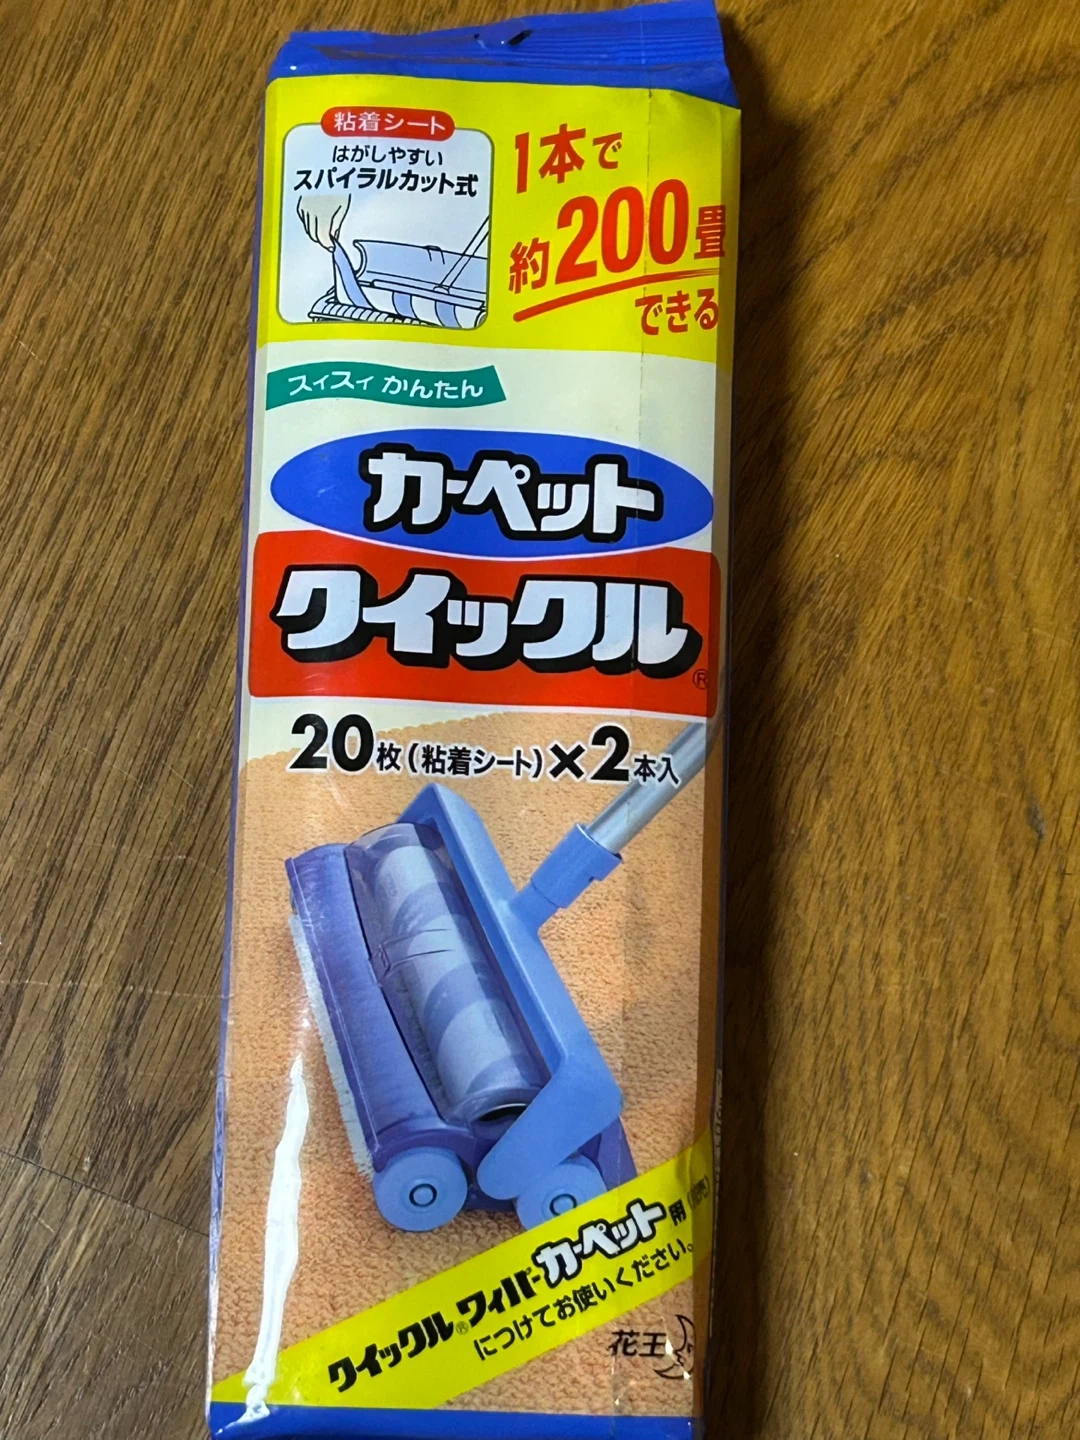 粘着シート
はがしやすい
スパイラルカット式
1本で
約200畳
できる
スイスイ かんたん
カーペット
クイックル®
20枚(粘着シート)×2本入
クイックル®ワイパーカーペット用(別売)
につけてお使いください。
花王